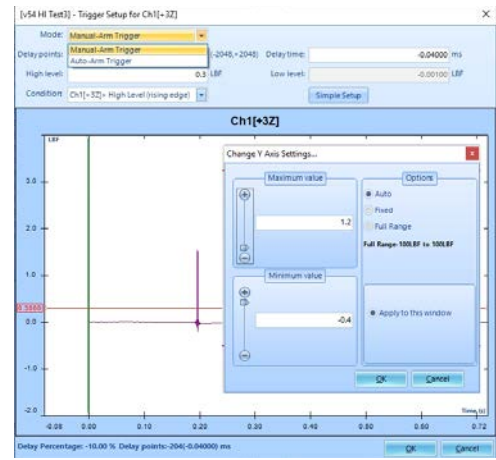 [v54 HI Test3] - Trigger Setup for Ch1[+3Z]
Mode: Manual-Arm Trigger
Manual-Arm Trigger
Auto-Arm Trigger
Delay points: (-2048,+2048) Delay time: -0.04000 ms
High level: 0.3 LBF Low level: -0.00100 LBF
Condition Ch1[+3Z]+ High Level (rising edge) Simple Setup
Ch1[+3Z]
LBF
Change Y Axis Settings...
Maximum value
Options
Auto
Fixed
Full Range
Full Range-100LBF to 100LBF
1.2
Minimum value
-0.4
Apply to this window
OK Cancel
3.0
2.0
1.0
0.0
-1.0
-2.0
Time (s)
-0.08 0.00 0.10 0.20 0.30 0.40 0.50 0.60 0.72
Delay Percentage: -10.00 % Delay points:-204(-0.04000) ms
OK Cancel